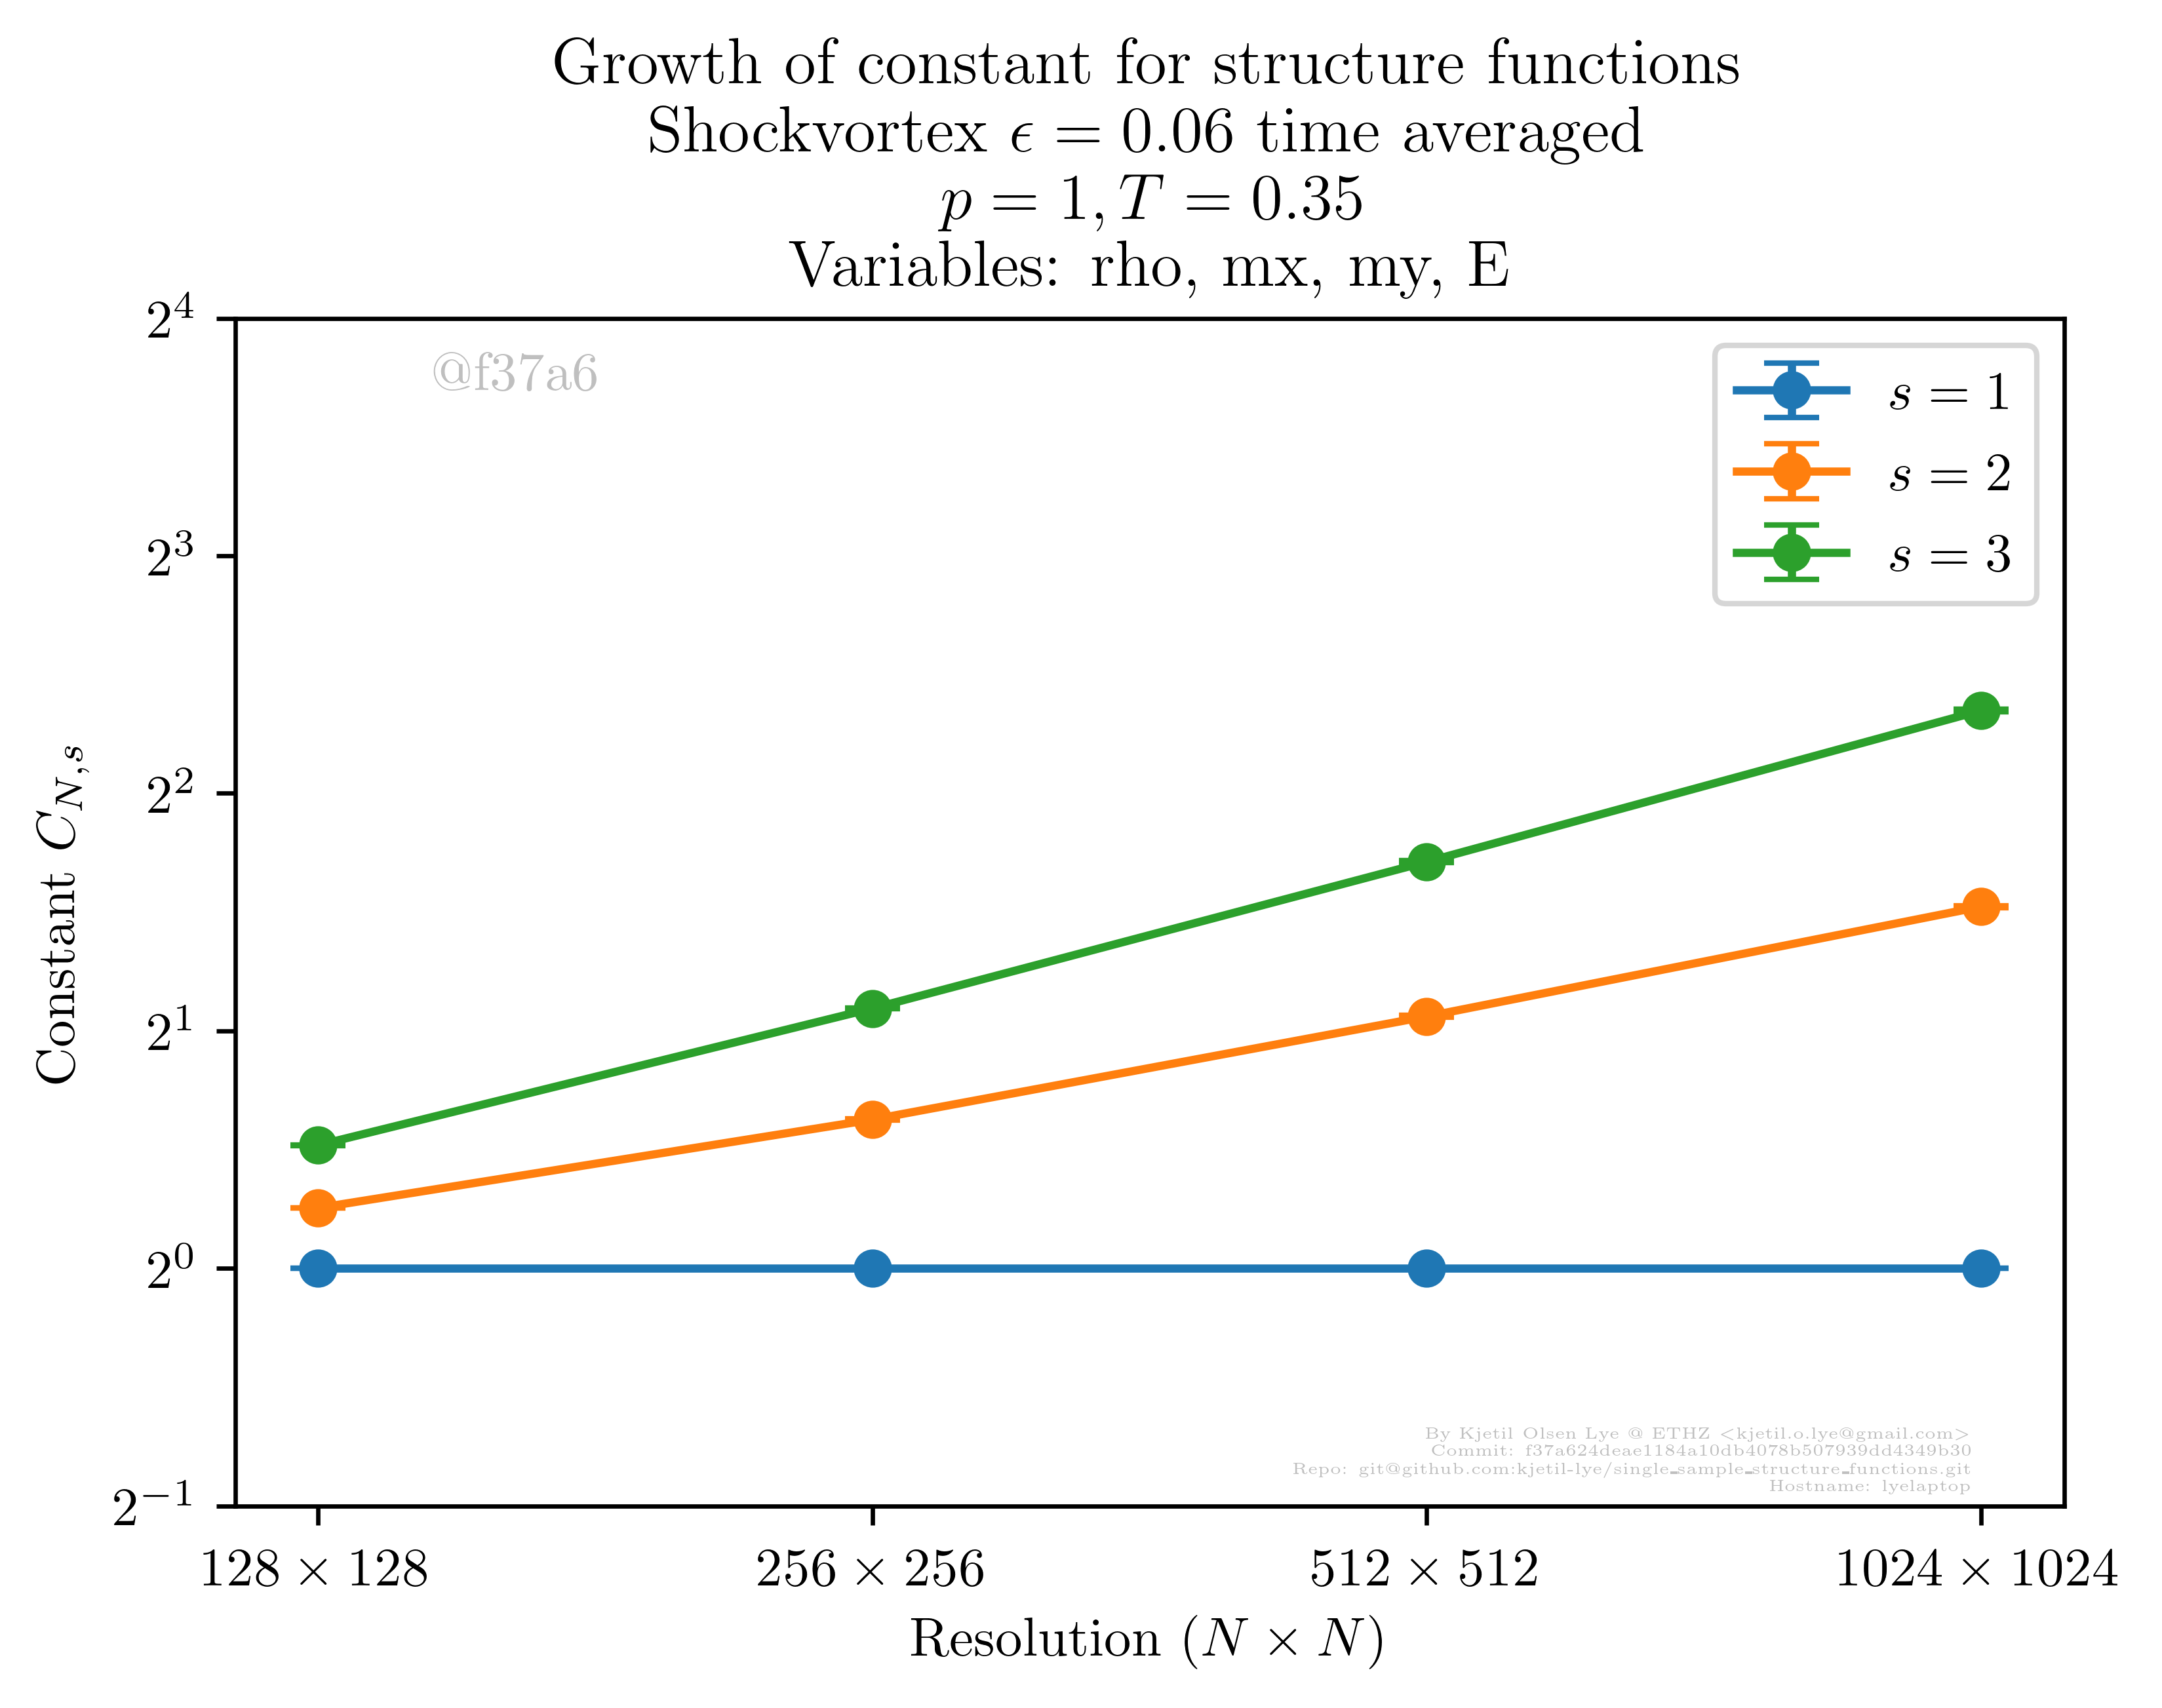 Growth of constant for structure functions
Shockvortex ϵ = 0.06 time averaged
p = 1, T = 0.35
Variables: rho, mx, my, E
@f37a6
s = 1
s = 2
s = 3
2^4
2^3
2^2
2^1
2^0
2^−1
Constant C_{N,s}
By Kjetil Olsen Lye @ ETHZ <kjetil.o.lye@gmail.com>
Commit: f37a624deae1184a10db4078b507939dd4349b30
Repo: git@github.com:kjetil-lye/single_sample_structure_functions.git
Hostname: lyelaptop
128 × 128 256 × 256 512 × 512 1024 × 1024
Resolution (N × N)